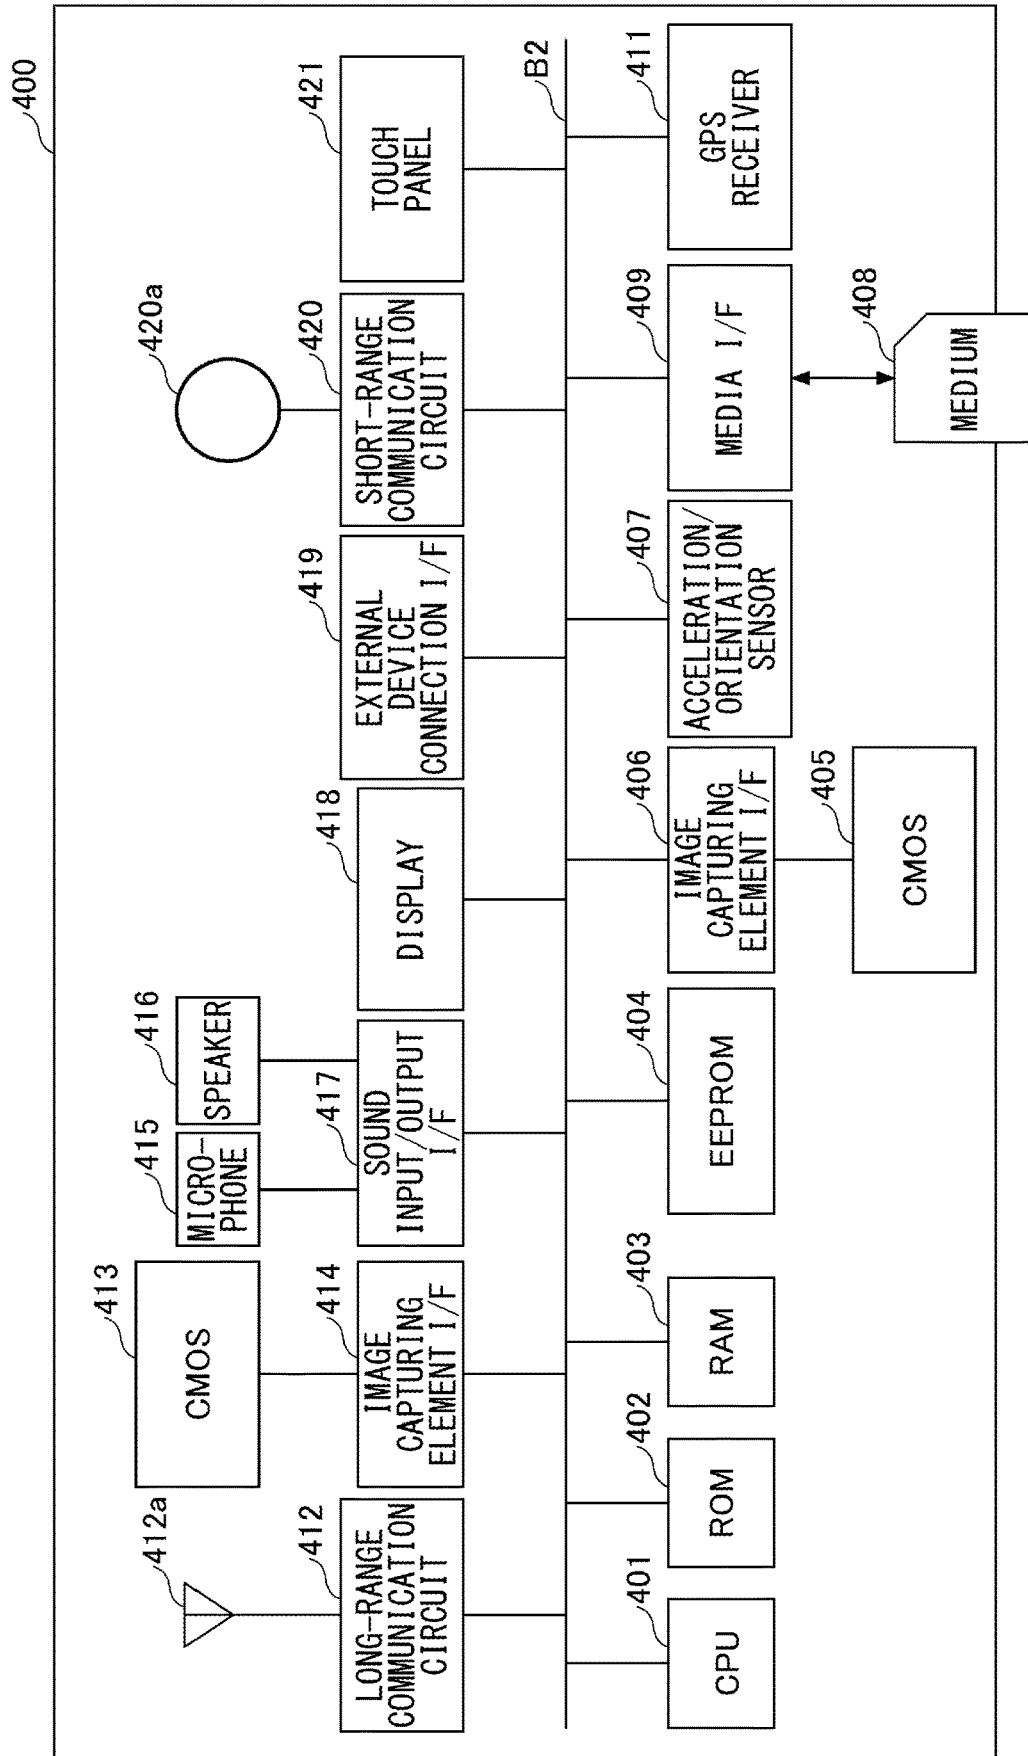 400
412a
412
LONG-RANGE
COMMUNICATION
CIRCUIT
413
CMOS
414
IMAGE
CAPTURING
ELEMENT I/F
415
MICRO-
PHONE
416
SPEAKER
417
SOUND
INPUT/OUTPUT
I/F
418
DISPLAY
419
EXTERNAL
DEVICE
CONNECTION I/F
420a
420
SHORT-RANGE
COMMUNICATION
CIRCUIT
421
TOUCH
PANEL
B2
401
CPU
402
ROM
403
RAM
404
EEPROM
406
IMAGE
CAPTURING
ELEMENT I/F
405
CMOS
407
ACCELERATION/
ORIENTATION
SENSOR
409
MEDIA I/F
408
MEDIUM
411
GPS
RECEIVER